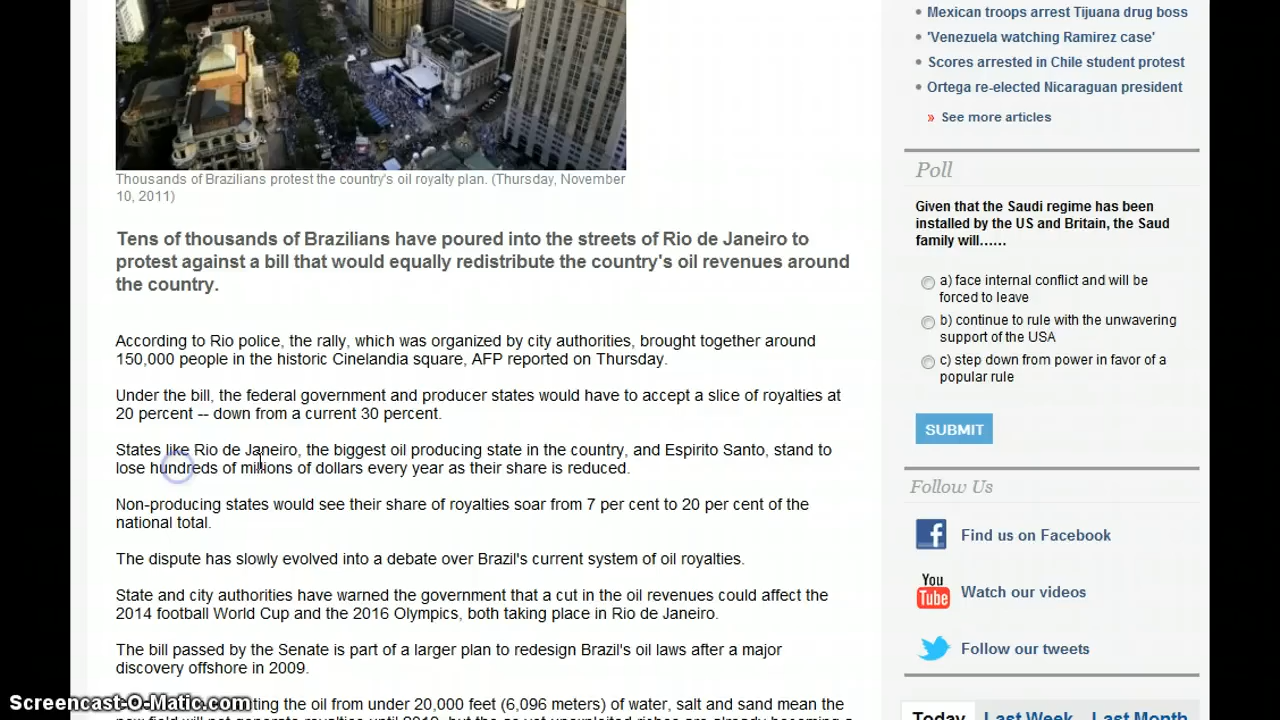 Thousands of Brazilians protest the country's oil royalty plan. (Thursday, November
10, 2011)
Tens of thousands of Brazilians have poured into the streets of Rio de Janeiro to
protest against a bill that would equally redistribute the country's oil revenues around
the country.
According to Rio police, the rally, which was organized by city authorities, brought together around
150,000 people in the historic Cinelandia square, AFP reported on Thursday.
Under the bill, the federal government and producer states would have to accept a slice of royalties at
20 percent -- down from a current 30 percent.
States like Rio de Janeiro, the biggest oil producing state in the country, and Espirito Santo, stand to
lose hundreds of millions of dollars every year as their share is reduced.
Non-producing states would see their share of royalties soar from 7 per cent to 20 per cent of the
national total.
The dispute has slowly evolved into a debate over Brazil's current system of oil royalties.
State and city authorities have warned the government that a cut in the oil revenues could affect the
2014 football World Cup and the 2016 Olympics, both taking place in Rio de Janeiro.
The bill passed by the Senate is part of a larger plan to redesign Brazil's oil laws after a major
discovery offshore in 2009.
the oil from under 20,000 feet (6,096 meters) of water, salt and sand mean the
Screencast-O-Matic.com
Mexican troops arrest Tijuana drug boss
'Venezuela watching Ramirez case'
Scores arrested in Chile student protest
Ortega re-elected Nicaraguan president
» See more articles
Poll
Given that the Saudi regime has been
installed by the US and Britain, the Saud
family will......
a) face internal conflict and will be
forced to leave
b) continue to rule with the unwavering
support of the USA
c) step down from power in favor of a
popular rule
SUBMIT
Follow Us
Find us on Facebook
You
Tube
Watch our videos
Follow our tweets
Today Last Week Last Month